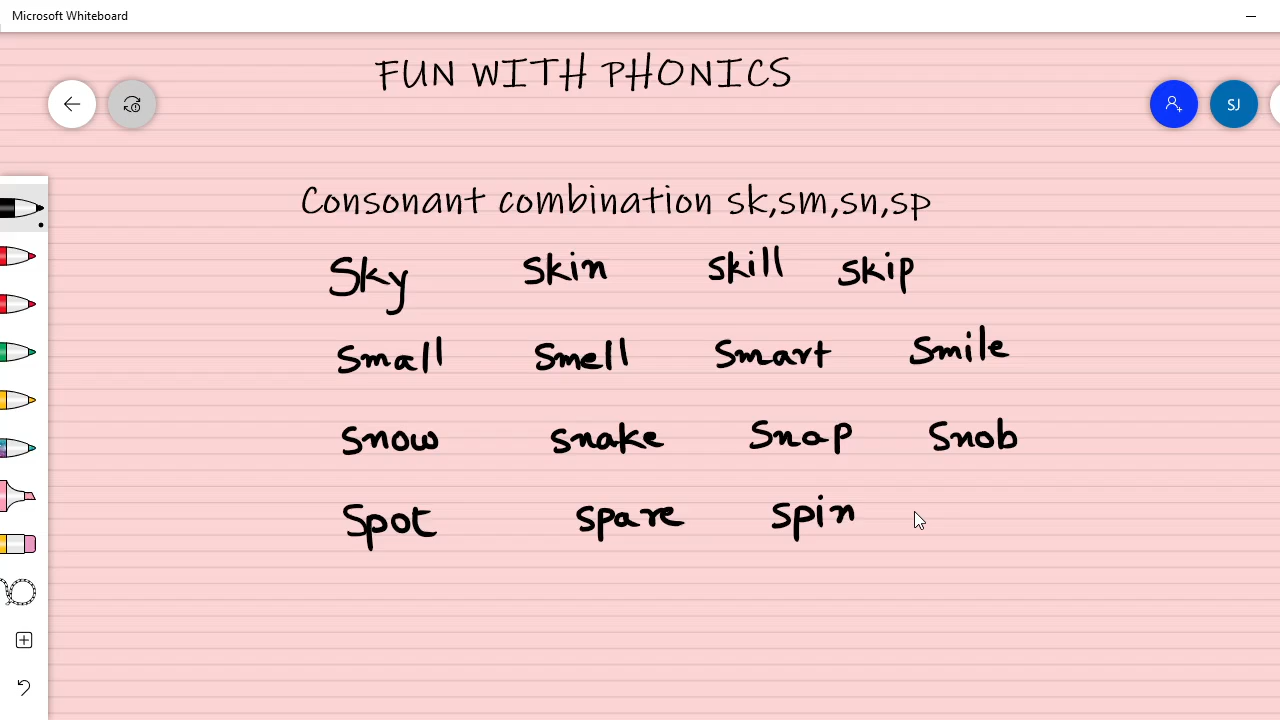 Microsoft Whiteboard
FUN WITH PHONICS
SJ
Consonant combination sk,sm,sn,sp
Sky skin skill skip
Small smell smart smile
snow snake snap snob
spot spare spin